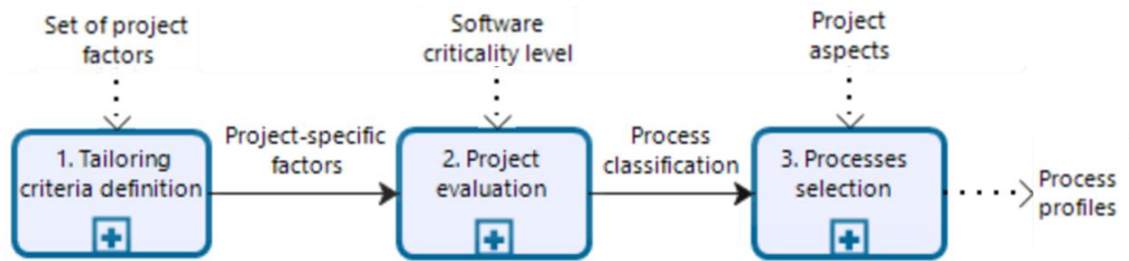 Set of project
factors
Software
criticality level
Project
aspects
1. Tailoring
criteria definition
Project-specific
factors
2. Project
evaluation
Process
classification
3. Processes
selection
Process
profiles